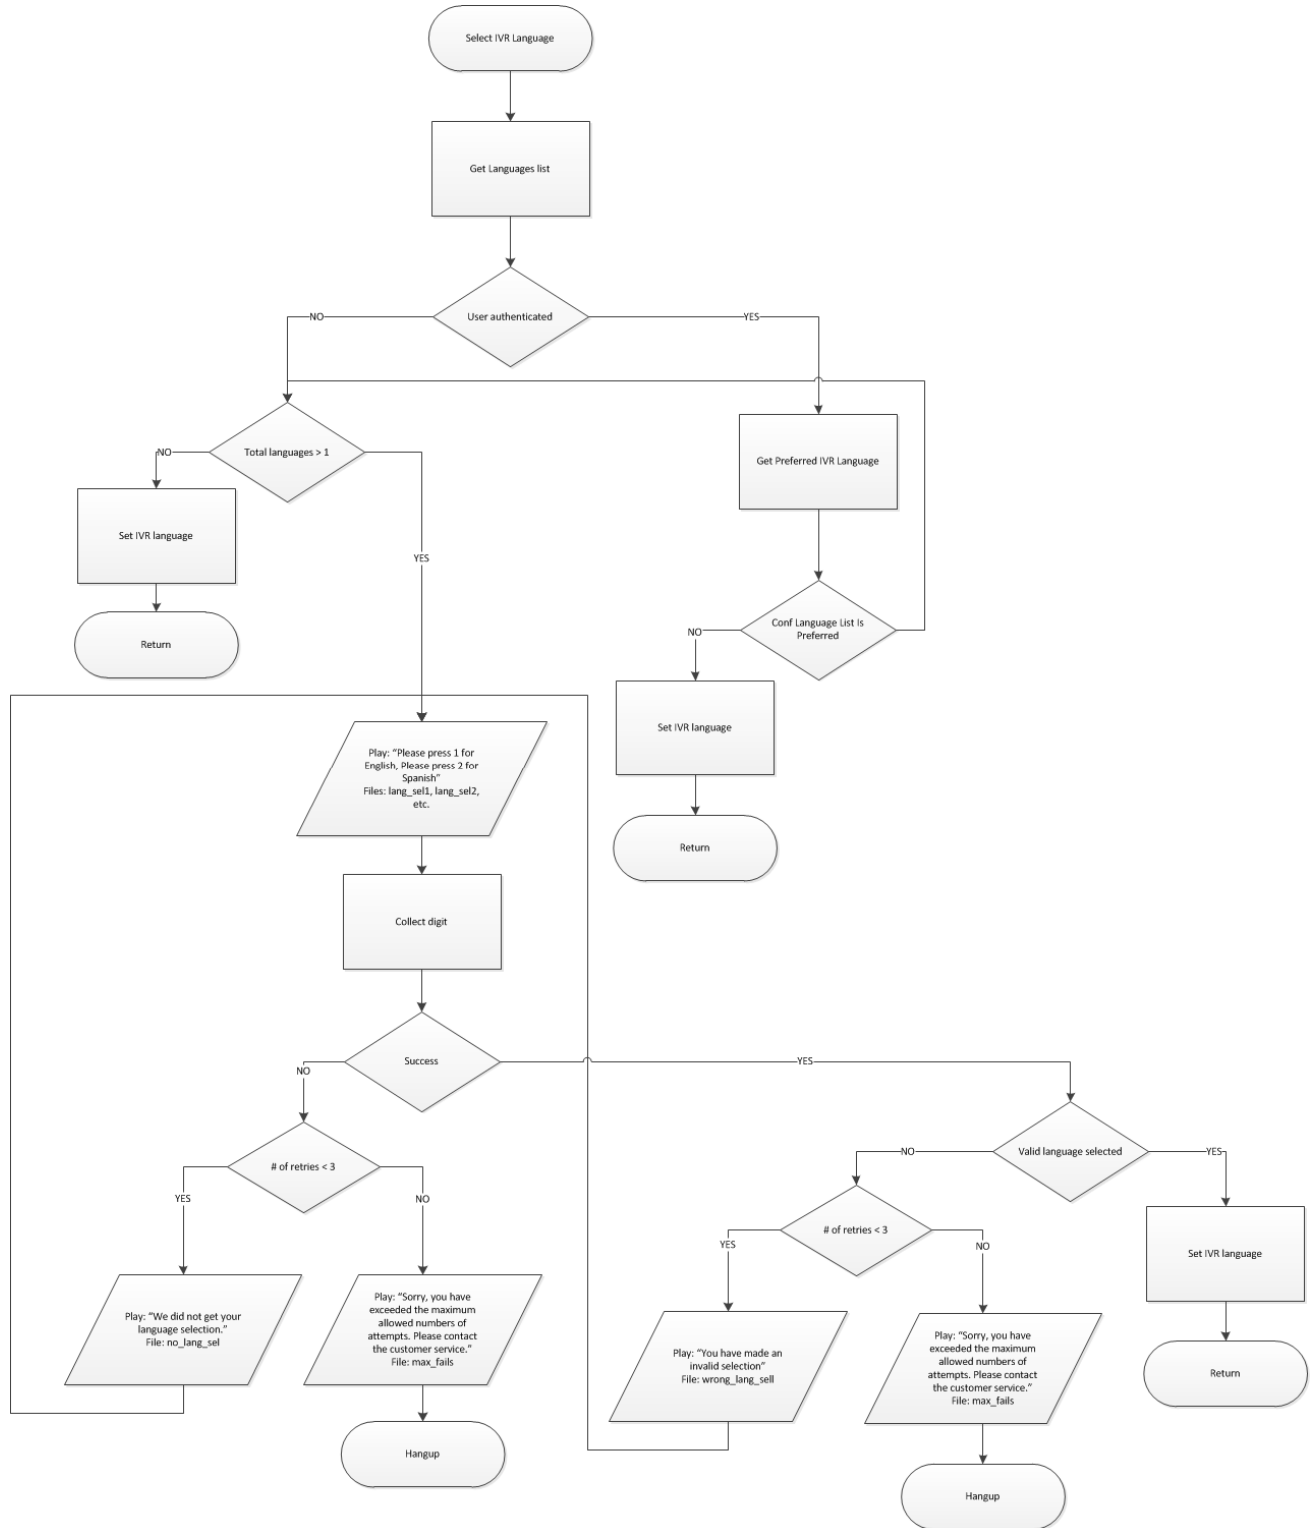 Select IVR Language
Get Languages list
User authenticated
NO
YES
Total languages > 1
NO
YES
Set IVR language
Return
Get Preferred IVR Language
Conf Language List Is
Preferred
NO
Set IVR language
Return
Play: “Please press 1 for
English, Please press 2 for
Spanish”
Files: lang_sel1, lang_sel2,
etc.
Collect digit
Success
NO
YES
# of retries < 3
YES
NO
Play: “We did not get your
language selection.”
File: no_lang_sel
Play: “Sorry, you have
exceeded the maximum
allowed numbers of
attempts. Please contact
the customer service.”
File: max_fails
Hangup
Valid language selected
NO
YES
# of retries < 3
YES
NO
Play: “You have made an
invalid selection”
File: wrong_lang_sell
Play: “Sorry, you have
exceeded the maximum
allowed numbers of
attempts. Please contact
the customer service.”
File: max_fails
Hangup
Set IVR language
Return